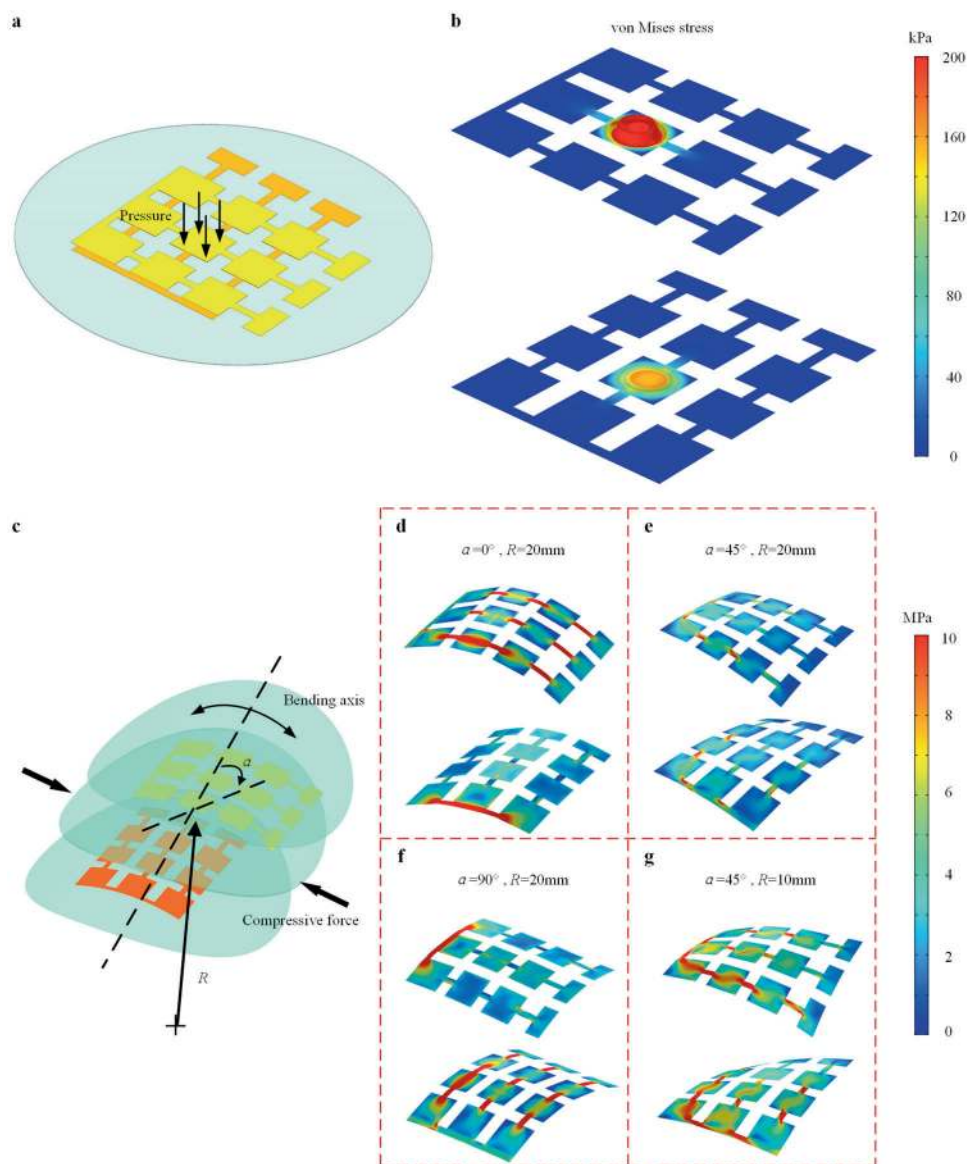 a
Pressure
b
von Mises stress
kPa
200
160
120
80
40
0
c
Bending axis
a
Compressive force
R
d
a=0° , R=20mm
e
a=45° , R=20mm
f
a=90° , R=20mm
g
a=45° , R=10mm
MPa
10
8
6
4
2
0